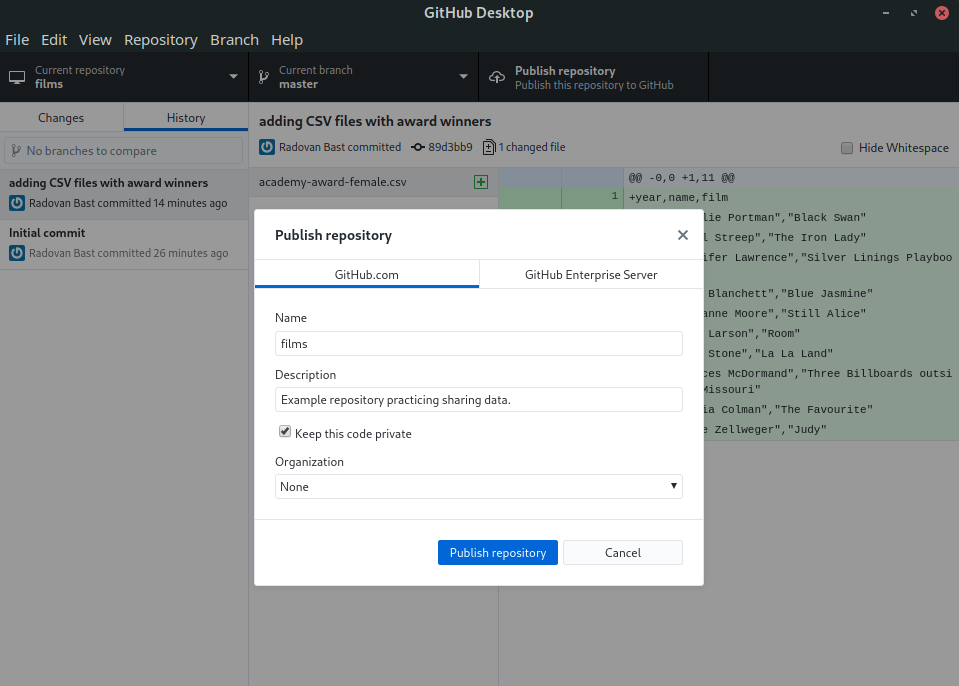 GitHub Desktop
File Edit View Repository Branch Help
Current repository
films
Current branch
master
Publish repository
Publish this repository to GitHub
Changes
History
No branches to compare
adding CSV files with award winners
Radovan Bast committed 14 minutes ago
Initial commit
Radovan Bast committed 26 minutes ago
adding CSV files with award winners
Radovan Bast committed 89d3bb9 1 changed file
Hide Whitespace
academy-award-female.csv
@@ -0,0 +1,11 @@
1 +year,name,film
lie Portman","Black Swan"
Streep","The Iron Lady"
ifer Lawrence","Silver Linings Playboo
Blanchett","Blue Jasmine"
anne Moore","Still Alice"
Larson","Room"
Stone","La La Land"
ces McDormand","Three Billboards outsi
Missouri"
ia Colman","The Favourite"
Zellweger","Judy"
Publish repository
GitHub.com
GitHub Enterprise Server
Name
films
Description
Example repository practicing sharing data.
Keep this code private
Organization
None
Publish repository
Cancel